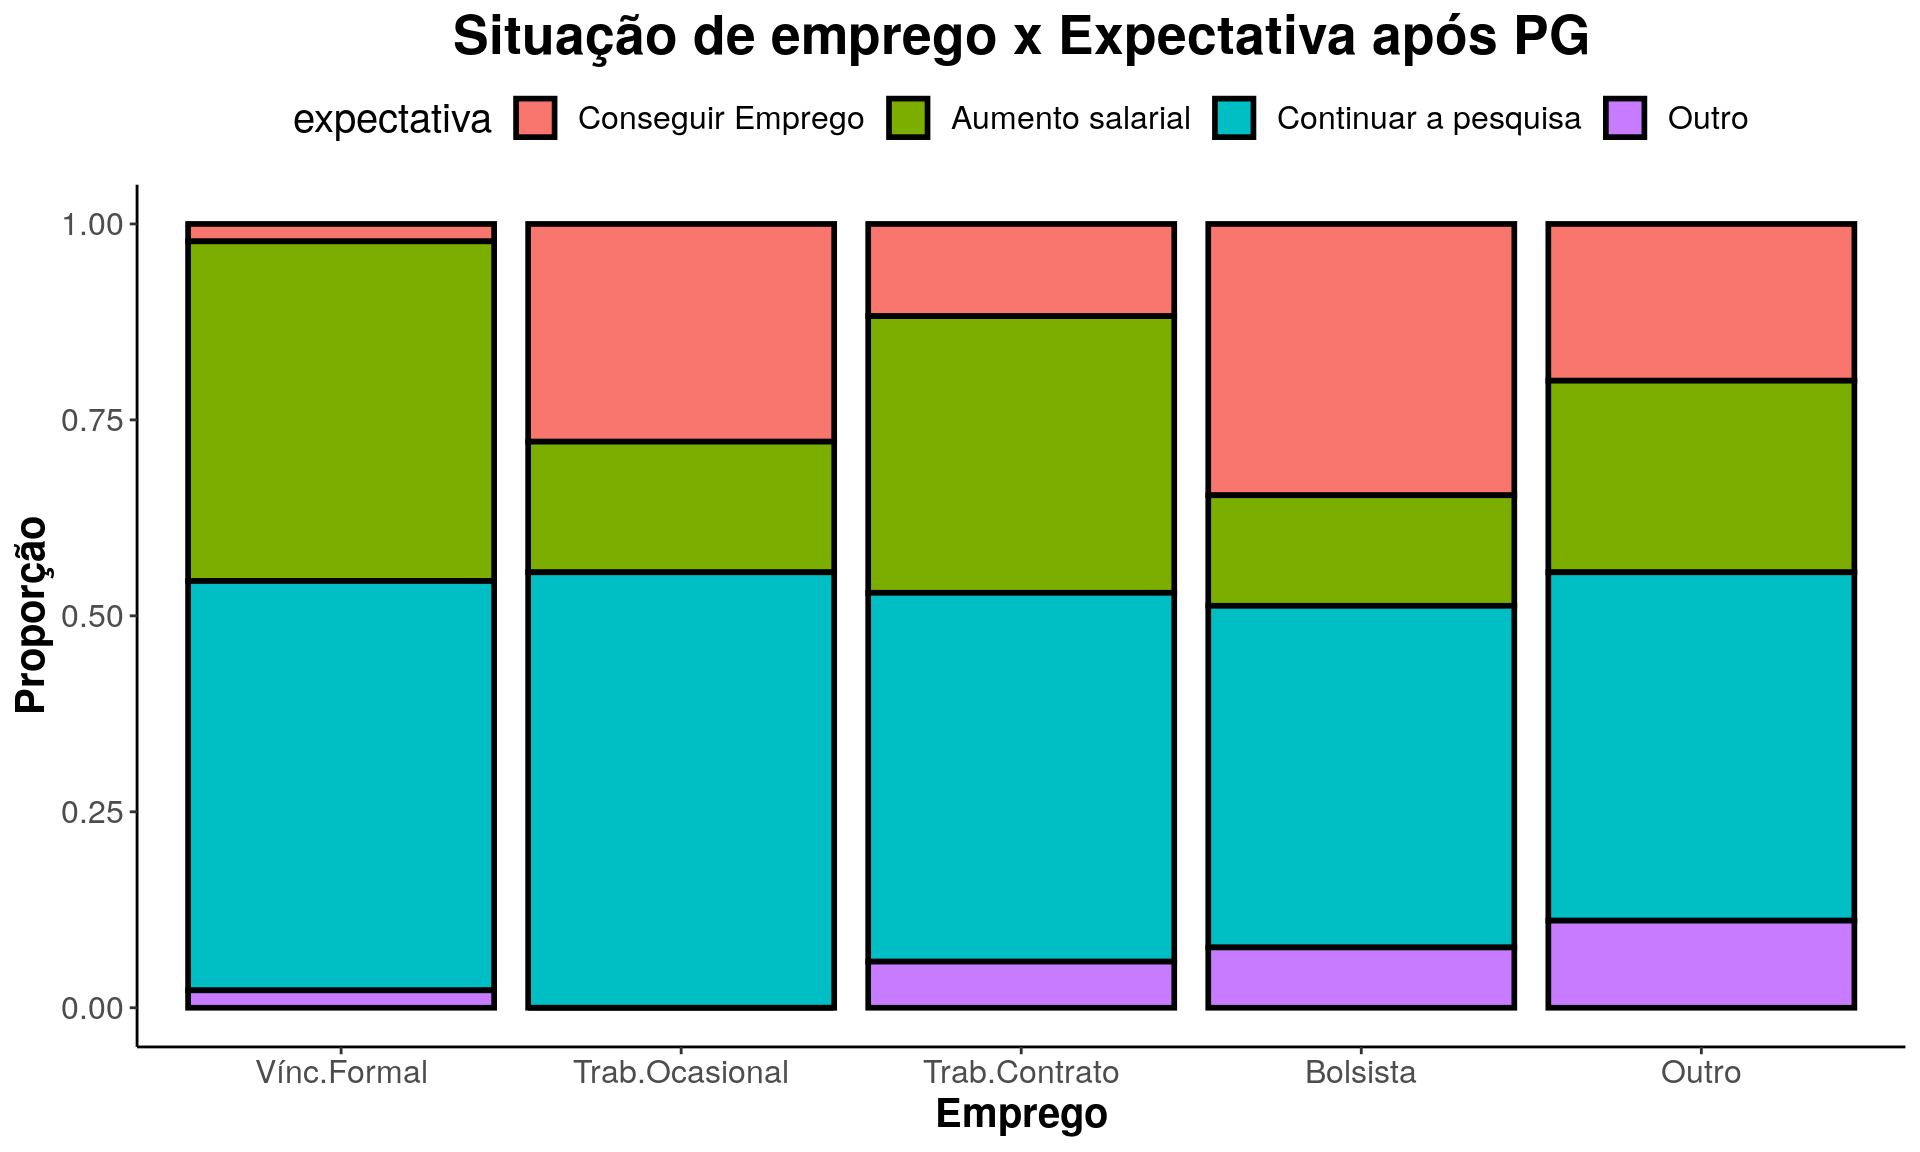 Situação de emprego x Expectativa após PG
expectativa Conseguir Emprego Aumento salarial Continuar a pesquisa Outro
Proporção
1.00
0.75
0.50
0.25
0.00
Vínc.Formal Trab.Ocasional Trab.Contrato Bolsista Outro
Emprego